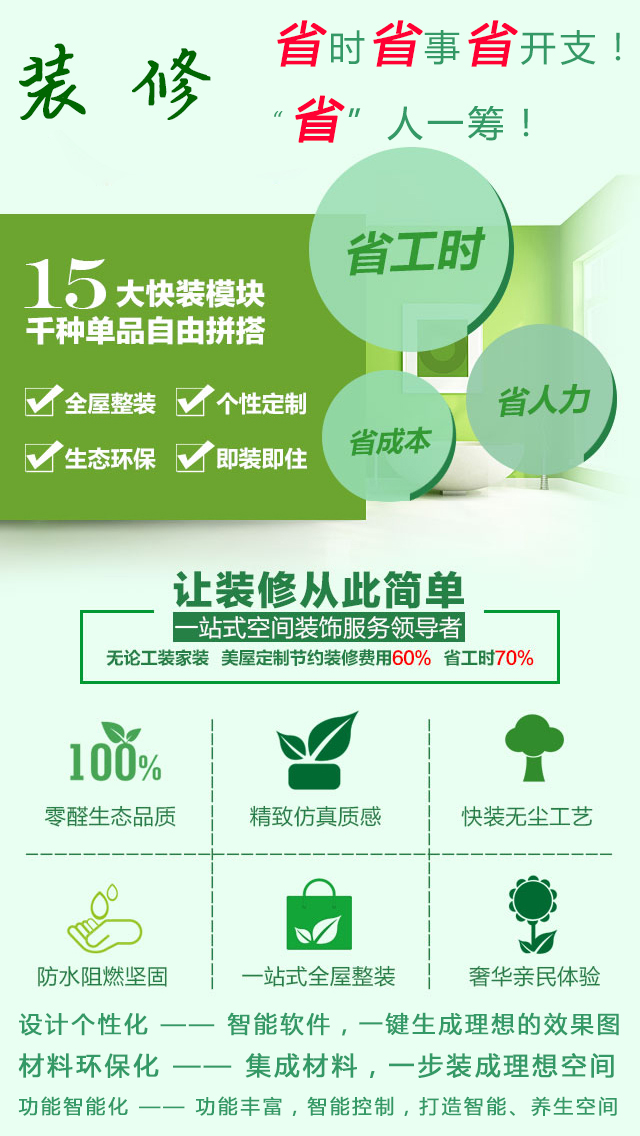 装 修
省时省事省开支！
“省” 人一筹！
省工时
15大快装模块
千种单品自由拼搭
省人力
全屋整装 个性定制
省成本
生态环保 即装即住
让装修从此简单
一站式空间装饰服务领导者
无论工装家装 美屋定制节约装修费用60% 省工时70%
100%
零醛生态品质 精致仿真质感 快装无尘工艺
防水阻燃坚固 一站式全屋整装 奢华亲民体验
设计个性化 —— 智能软件，一键生成理想的效果图
材料环保化 —— 集成材料，一步装成理想空间
功能智能化 —— 功能丰富，智能控制，打造智能、养生空间